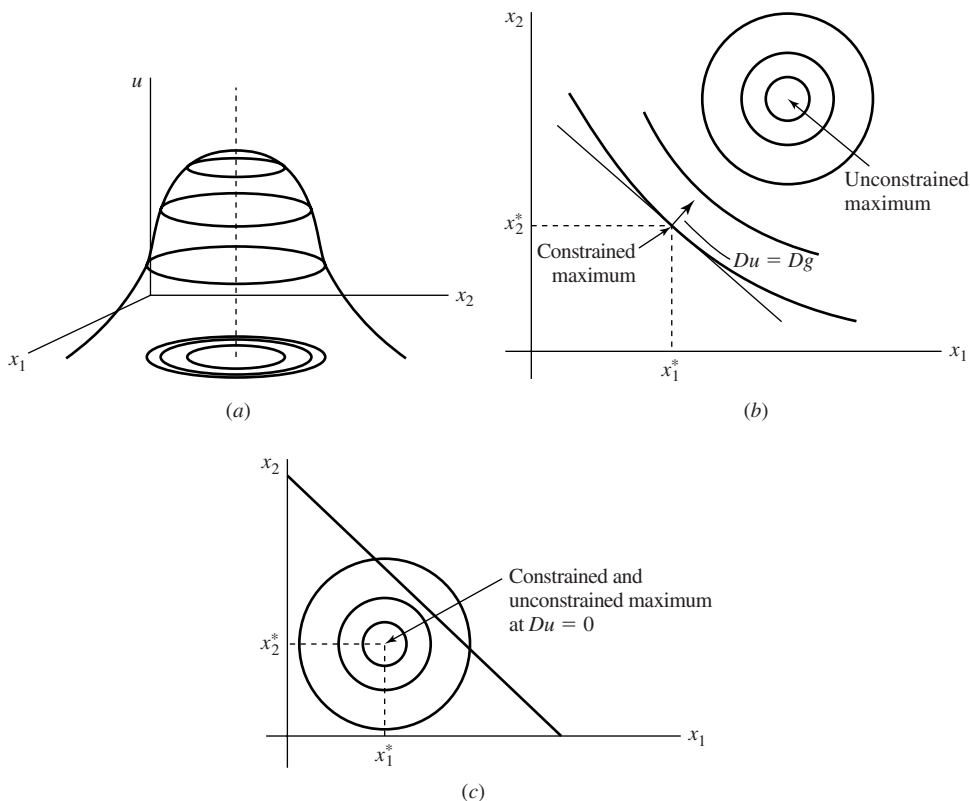 u
x₂
x₁
(a)
x₂
Unconstrained
maximum
x₂*
Constrained
maximum
Du = Dg
x₁*
x₁
(b)
x₂
Constrained and
unconstrained maximum
at Du = 0
x₂*
x₁*
x₁
(c)